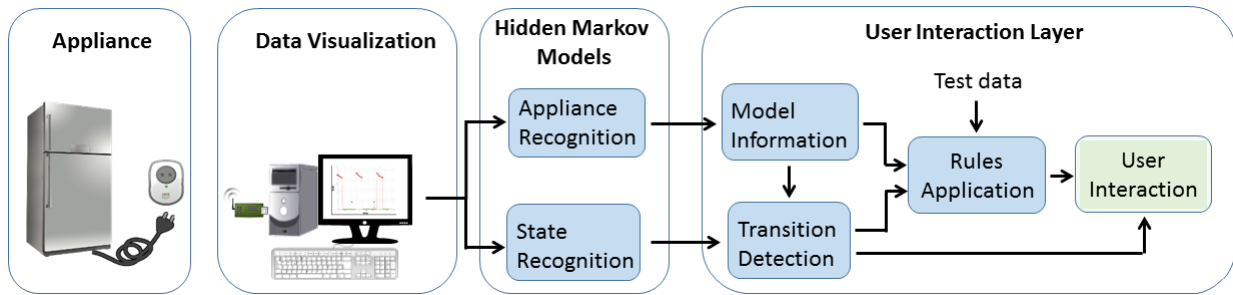 Appliance
Data Visualization
Hidden Markov
Models
User Interaction Layer
Appliance
Recognition
State
Recognition
Model
Information
Transition
Detection
Test data
Rules
Application
User
Interaction